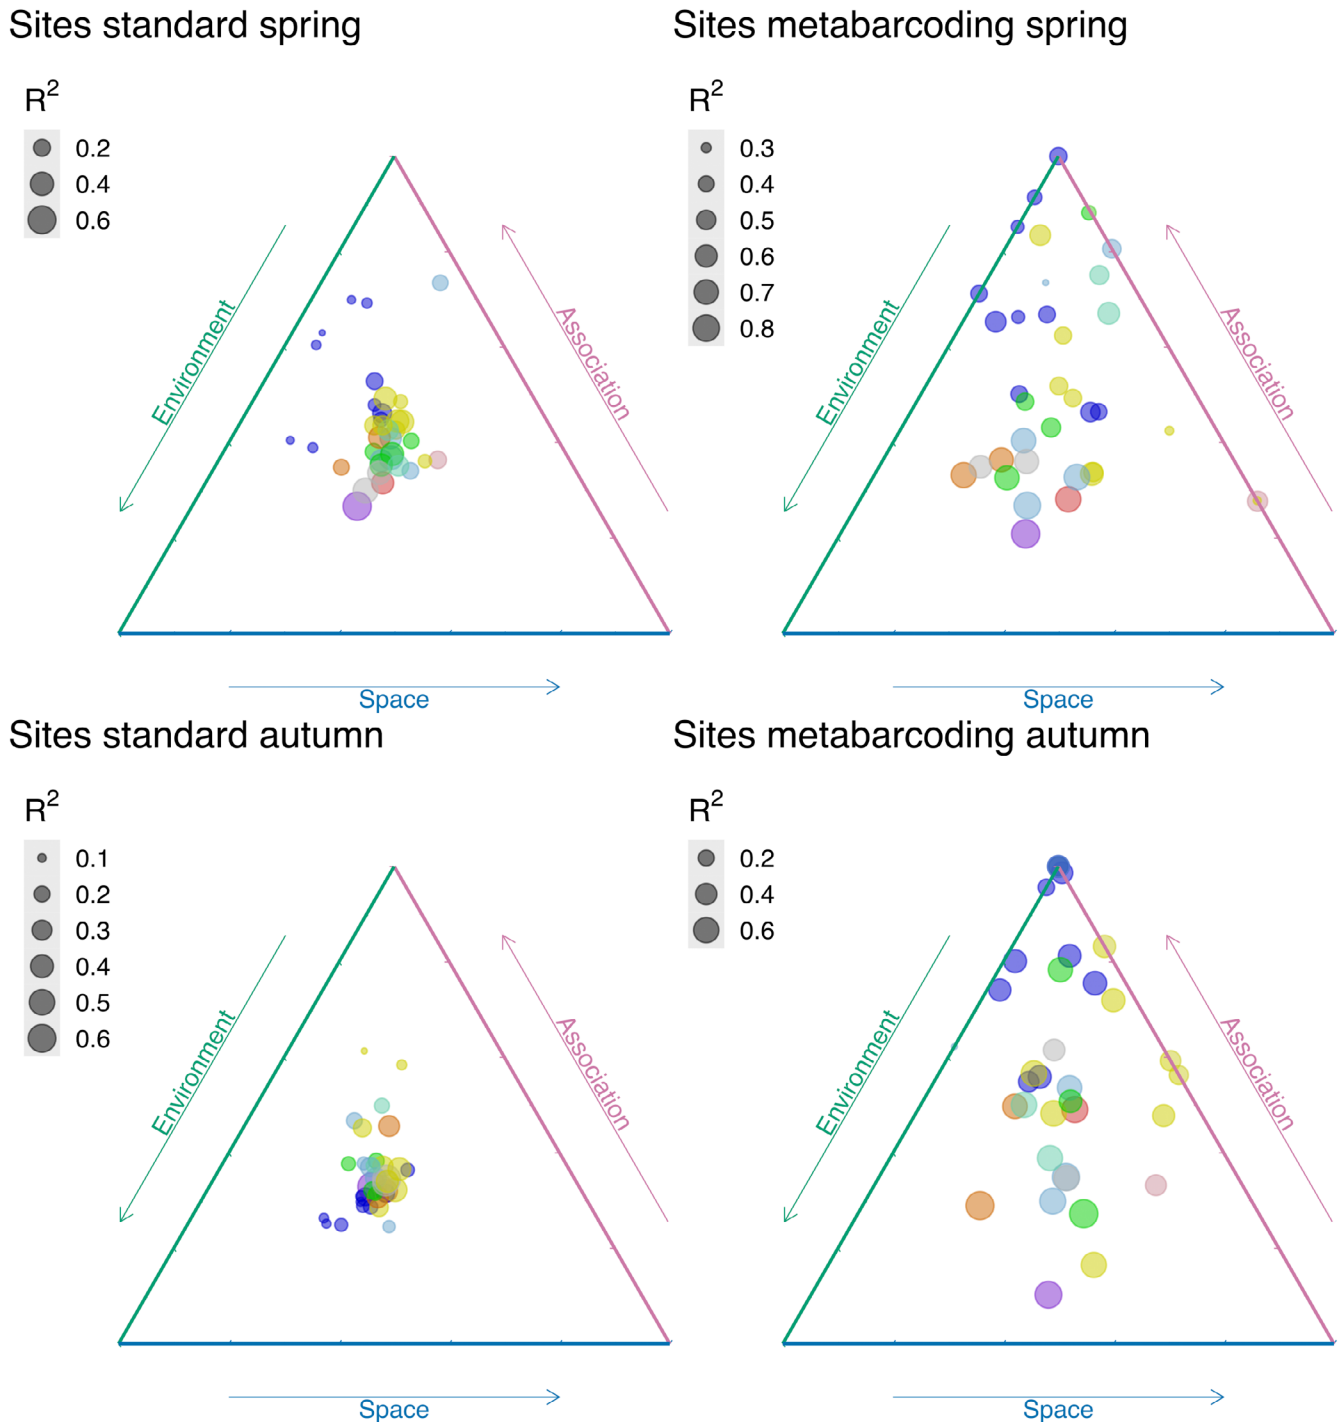 Sites standard spring
R²
0.2
0.4
0.6
Environment
Association
Space
Sites metabarcoding spring
R²
0.3
0.4
0.5
0.6
0.7
0.8
Environment
Association
Space
Sites standard autumn
R²
0.1
0.2
0.3
0.4
0.5
0.6
Environment
Association
Space
Sites metabarcoding autumn
R²
0.2
0.4
0.6
Environment
Association
Space